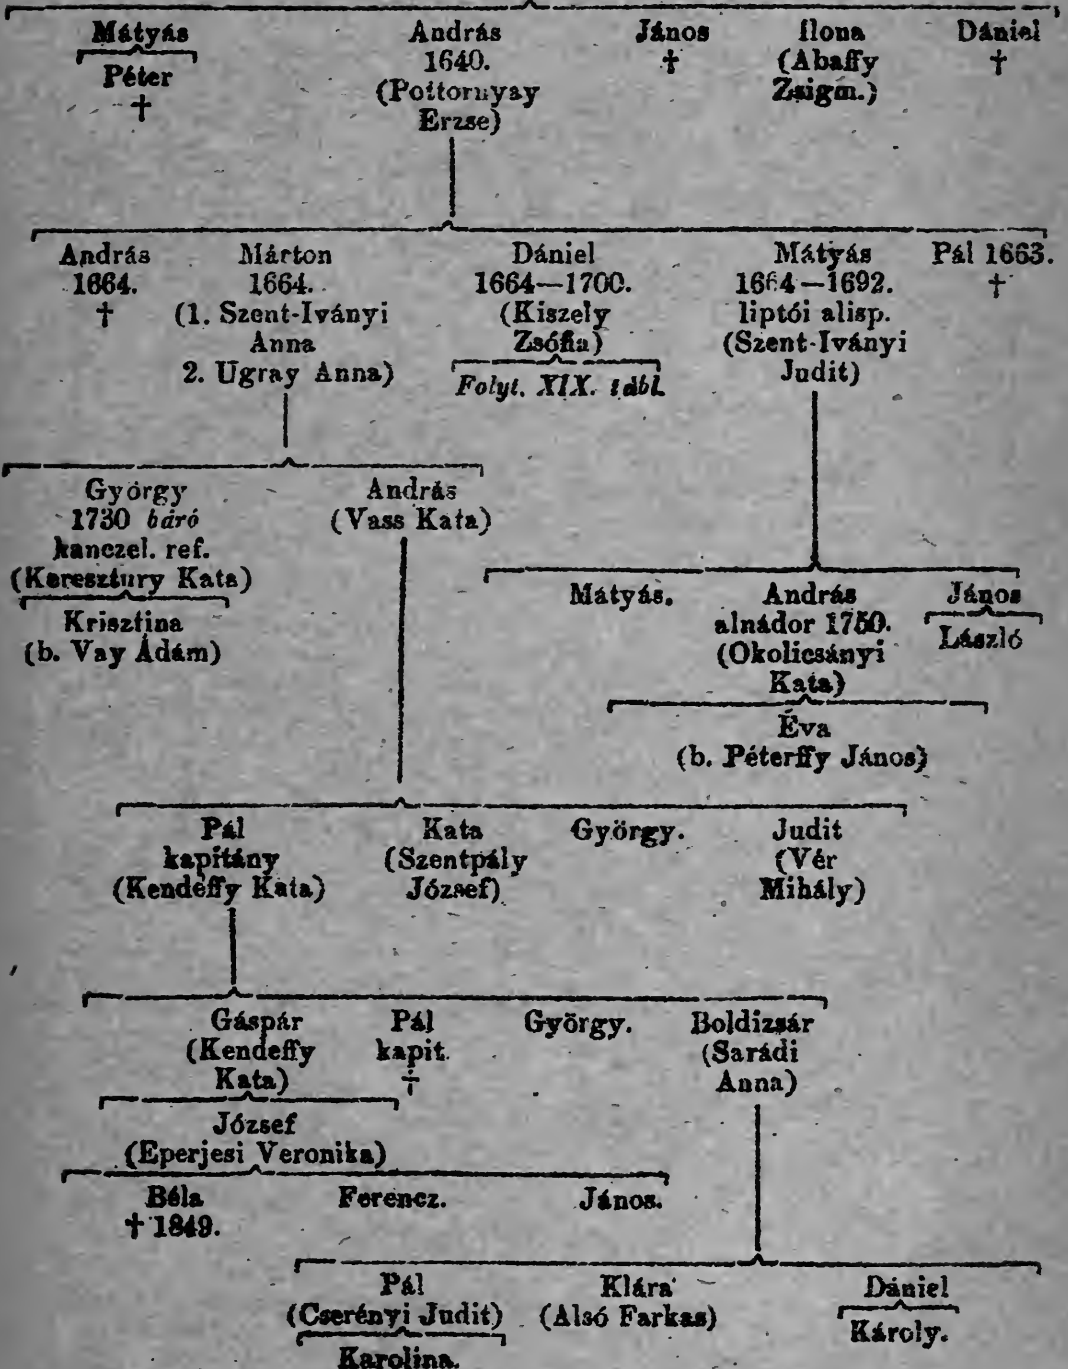 Mátyás András János Ilona Dániel
Péter 1640. † (Abaffy †
† (Pottornyay Zsigm.)
Erzse)
András Márton Dániel Mátyás Pál 1663.
1664. 1664. 1664—1700. 1664—1692. †
† (1. Szent-Iványi (Kiszely liptói alisp.
Anna Zsófia) (Szent-Iványi
2. Ugray Anna) Folyt. XIX. tábl. Judit)
György András
1730 báró (Vass Kata)
kanczel. ref.
(Keresztury Kata)
Krisztina
(b. Vay Ádám)
Mátyás. András János
alnádor 1750. László
(Okolicsányi
Kata)
Éva
(b. Péterffy János)
Pál Kata György. Judit
kapitány (Szentpály (Vér
(Kendeffy Kata) József) Mihály)
Gáspár Pál György. Boldizsár
(Kendeffy kapit. (Sarádi
Kata) † Anna)
József
(Eperjesi Veronika)
Béla Ferencz. János.
† 1849.
Pál Klára Dániel
(Cserényi Judit) (Alsó Farkas) Károly.
Karolina.